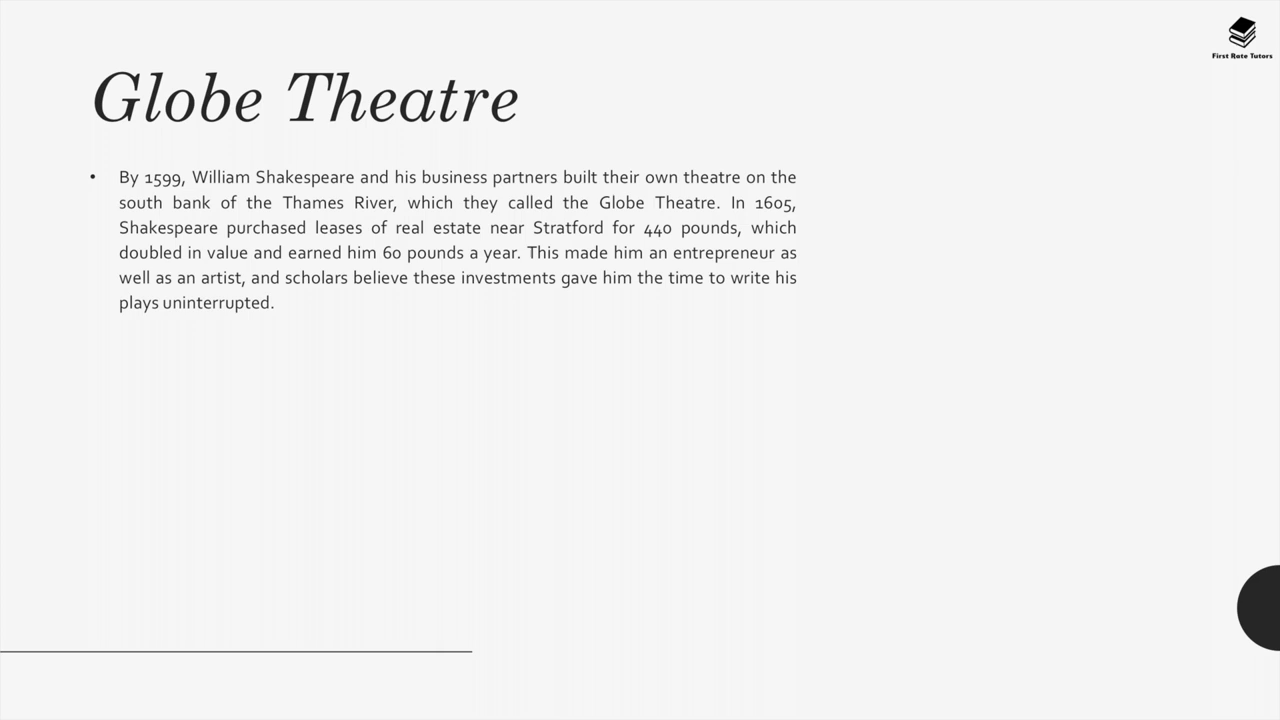 First Rate Tutors
Globe Theatre
• By 1599, William Shakespeare and his business partners built their own theatre on the
south bank of the Thames River, which they called the Globe Theatre. In 1605,
Shakespeare purchased leases of real estate near Stratford for 440 pounds, which
doubled in value and earned him 60 pounds a year. This made him an entrepreneur as
well as an artist, and scholars believe these investments gave him the time to write his
plays uninterrupted.